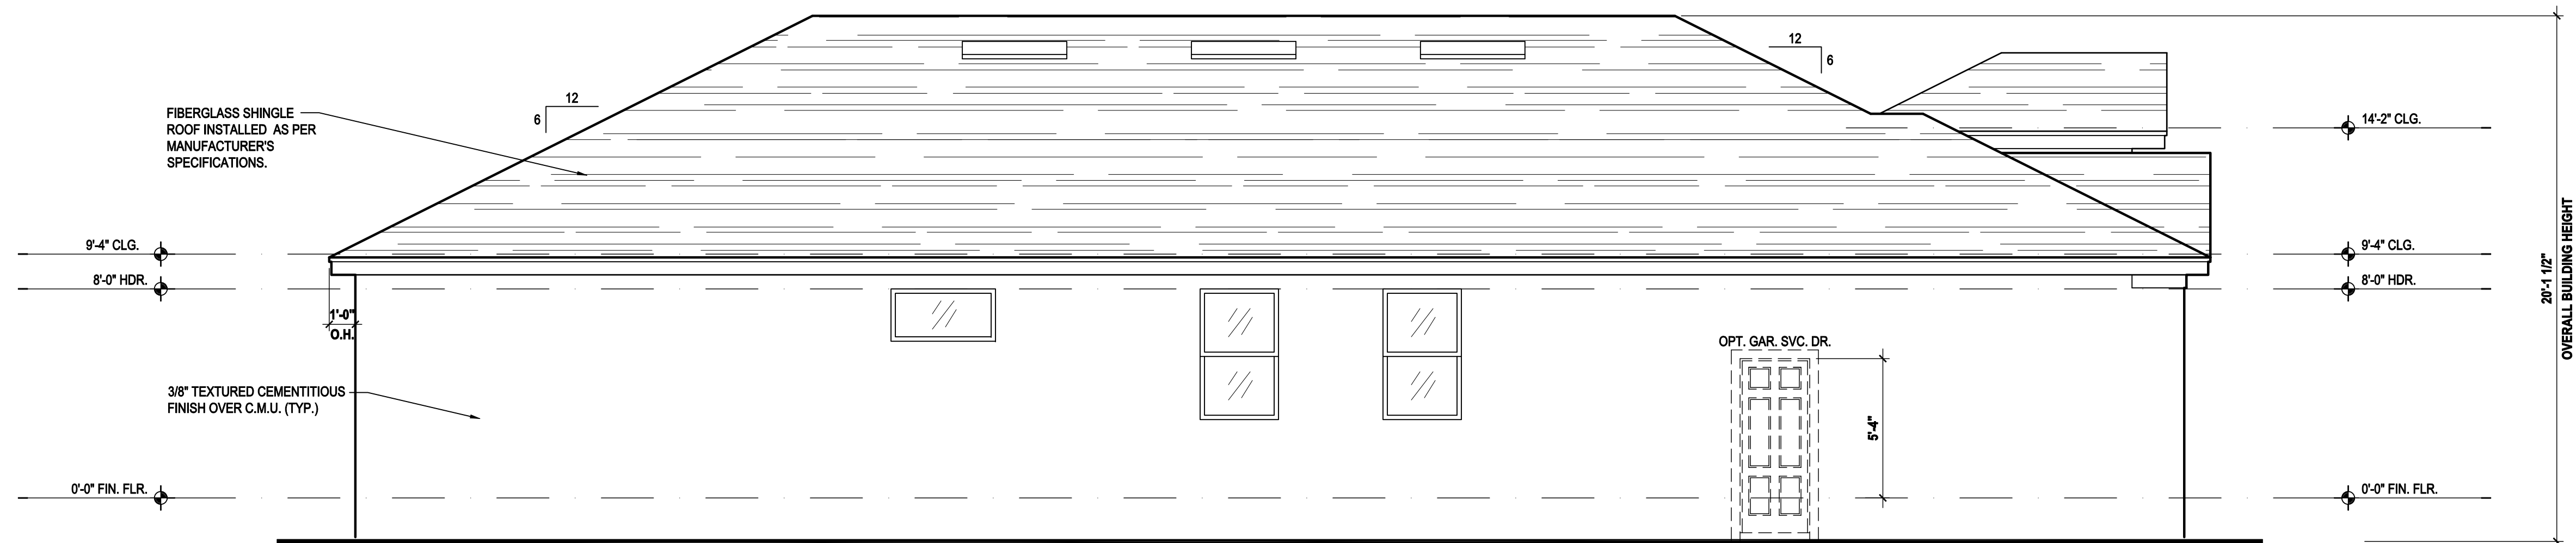 12
6
12
6
FIBERGLASS SHINGLE
ROOF INSTALLED AS PER
MANUFACTURER'S
SPECIFICATIONS.
14'-2" CLG.
9'-4" CLG.
9'-4" CLG.
8'-0" HDR.
8'-0" HDR.
1'-0"
O.H.
20'-1 1/2"
OVERALL BUILDING HEIGHT
OPT. GAR. SVC. DR.
5'-4"
3/8" TEXTURED CEMENTITIOUS
FINISH OVER C.M.U. (TYP.)
0'-0" FIN. FLR.
0'-0" FIN. FLR.